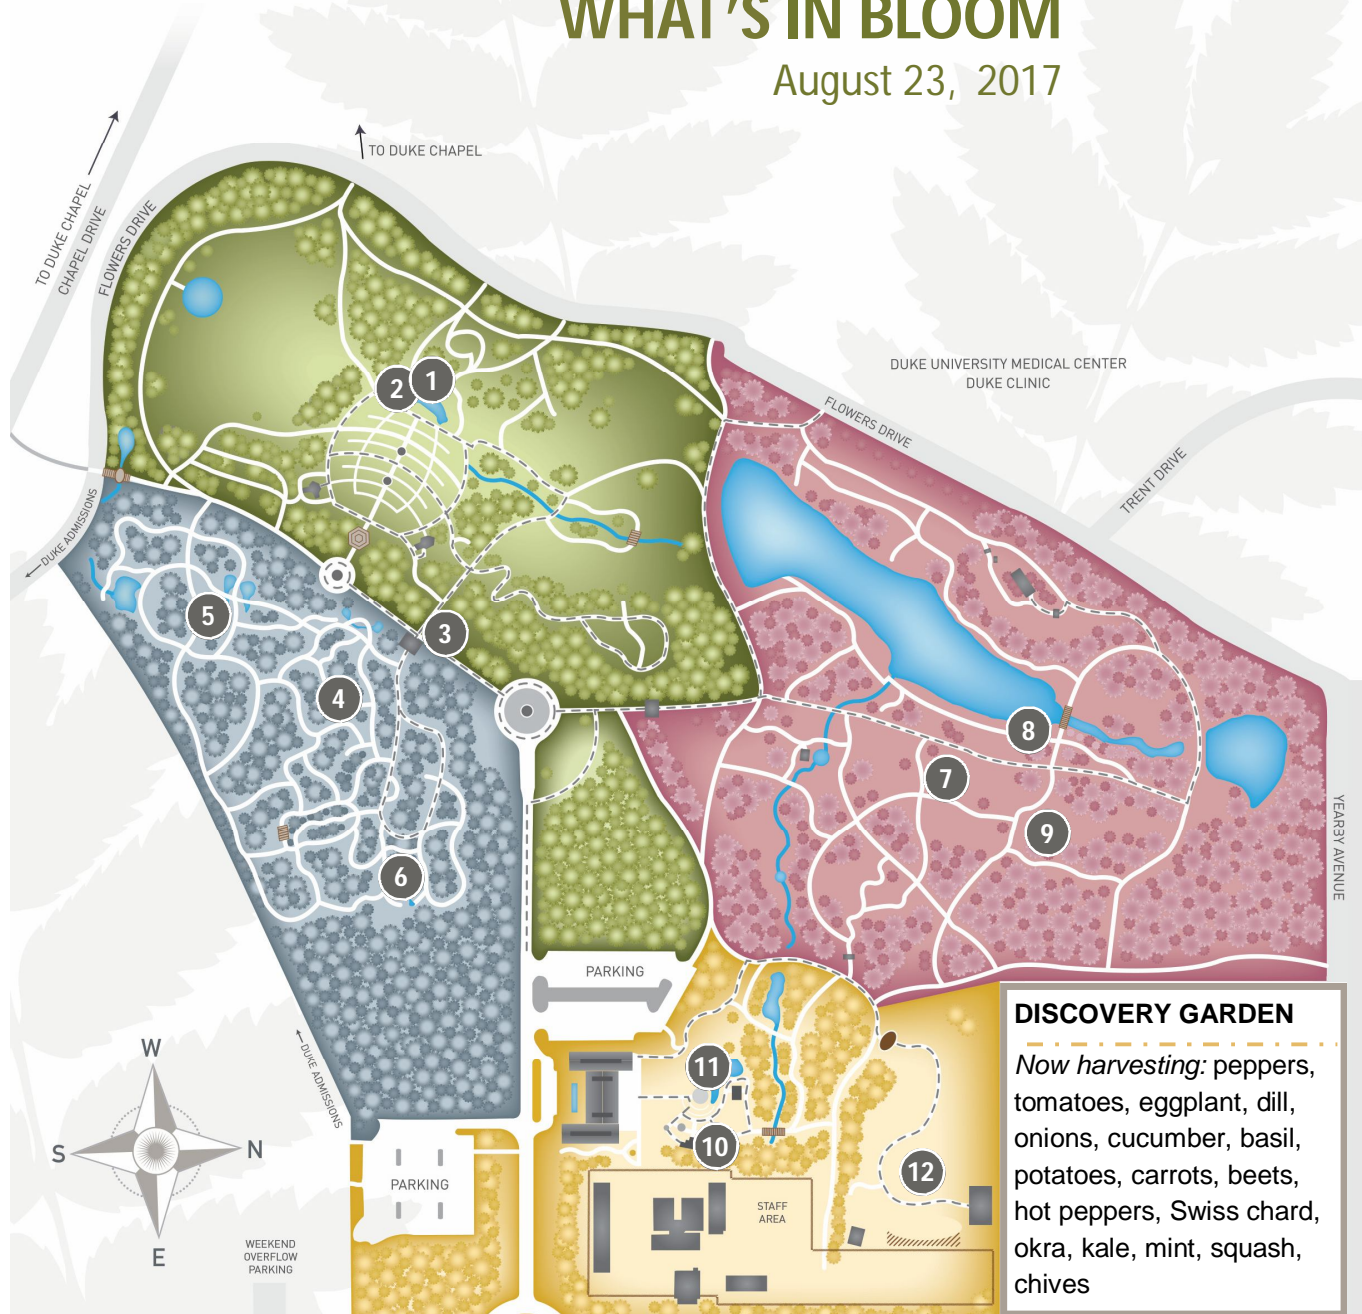 WHAT'S IN BLOOM
August 23, 2017
TO DUKE CHAPEL
TO DUKE CHAPEL
CHAPEL DRIVE
FLOWERS DRIVE
DUKE UNIVERSITY MEDICAL CENTER
DUKE CLINIC
FLOWERS DRIVE
TRENT DRIVE
2
1
DUKE ADMISSIONS
5
3
4
8
7
9
6
YEARBY AVENUE
PARKING
DUKE ADMISSIONS
W
S
N
E
11
10
12
PARKING
STAFF
AREA
WEEKEND
OVERFLOW
PARKING
DISCOVERY GARDEN
Now harvesting: peppers,
tomatoes, eggplant, dill,
onions, cucumber, basil,
potatoes, carrots, beets,
hot peppers, Swiss chard,
okra, kale, mint, squash,
chives